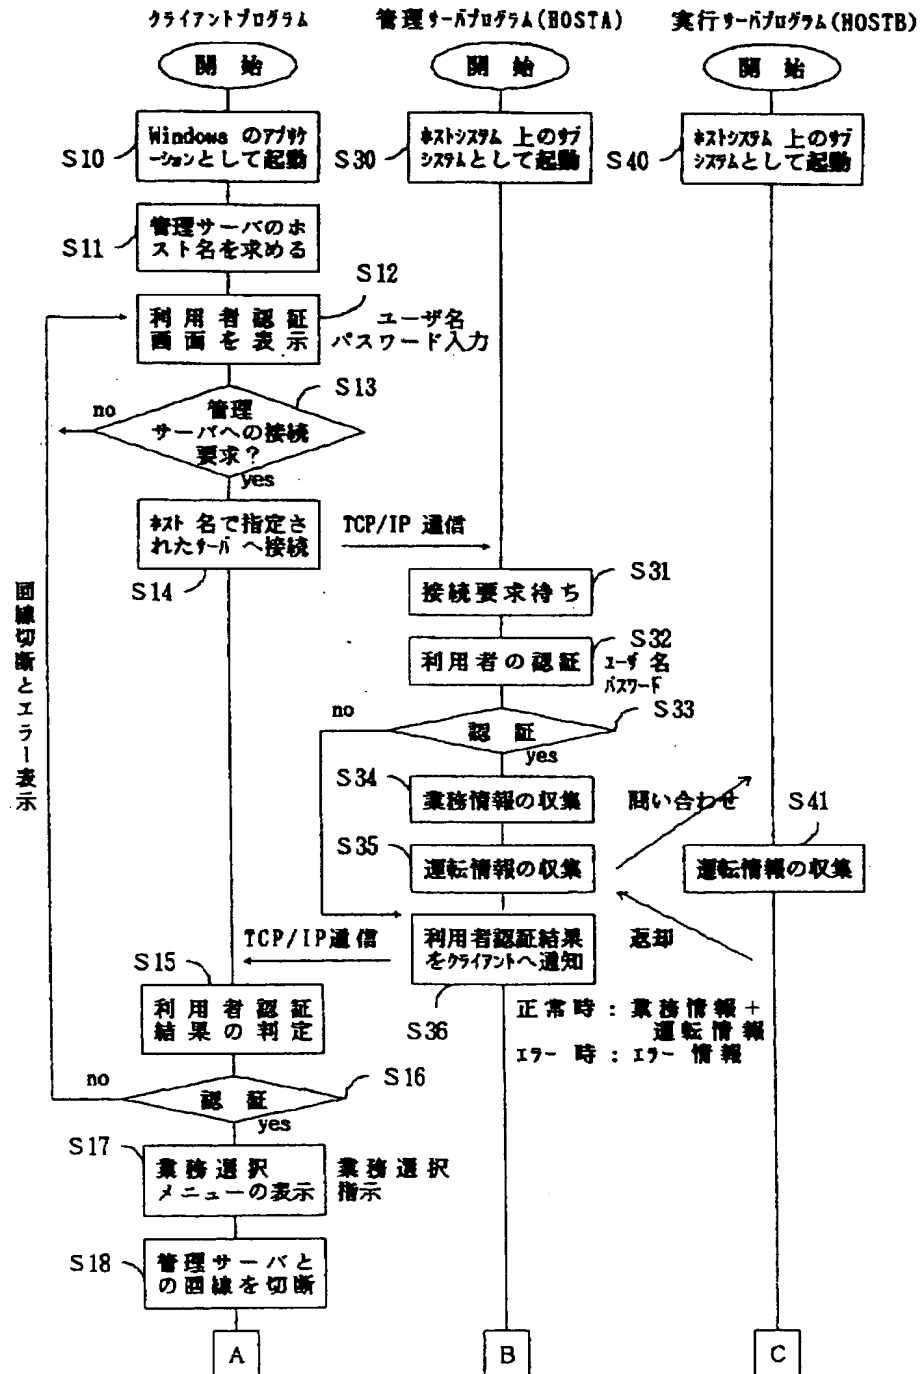 クライアントプログラム
管理サーバプログラム(HOSTA)
実行サーバプログラム(HOSTB)
開始
開始
開始
S10
Windows のアプリケ
ーションとして起動
S30
ホストシステム 上のサブ
システムとして起動
S40
ホストシステム 上のサブ
システムとして起動
S11
管理サーバのホ
スト名を求める
S12
利用者認証
画面を表示
ユーザ名
パスワード入力
S13
no
管理
サーバへの接続
要求?
yes
ホスト 名で指定さ
れたサーバ へ接続
S14
TCP/IP 通信
回線切断とエラー表示
S31
接続要求待ち
S32
利用者の認証
ユーザ 名
パスワード
S33
no
認証
yes
S34
業務情報の収集
問い合わせ
S41
S35
運転情報の収集
運転情報の収集
TCP/IP通信
利用者認証結果
をクライアントへ通知
返却
S15
S36
利用者認証
結果の判定
正常時:業務情報+
運転情報
エラー 時:エラー 情報
S16
no
認証
yes
S17
業務選択
メニューの表示
業務選択
指示
S18
管理サーバと
の回線を切断
A
B
C